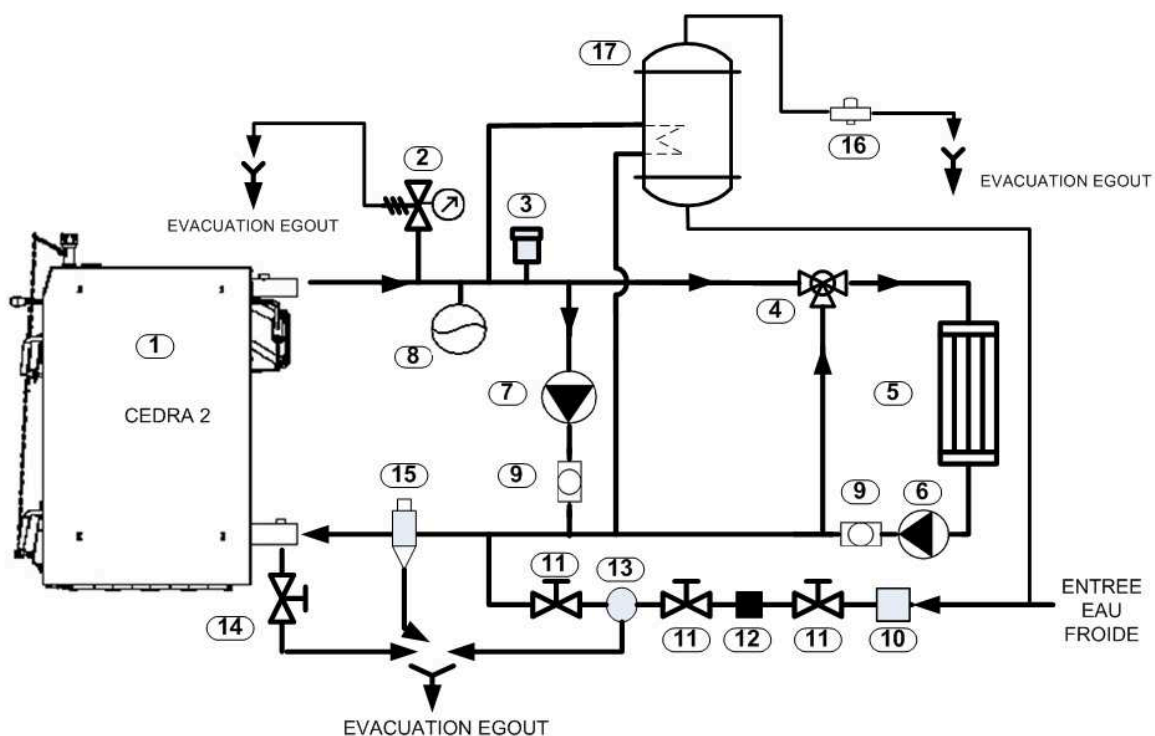 17
16
EVACUATION EGOUT
2
EVACUATION EGOUT
3
1
CEDRA 2
8
4
7
5
15
9
9
6
11
13
14
11
12
11
10
ENTREE
EAU
FROIDE
EVACUATION EGOUT